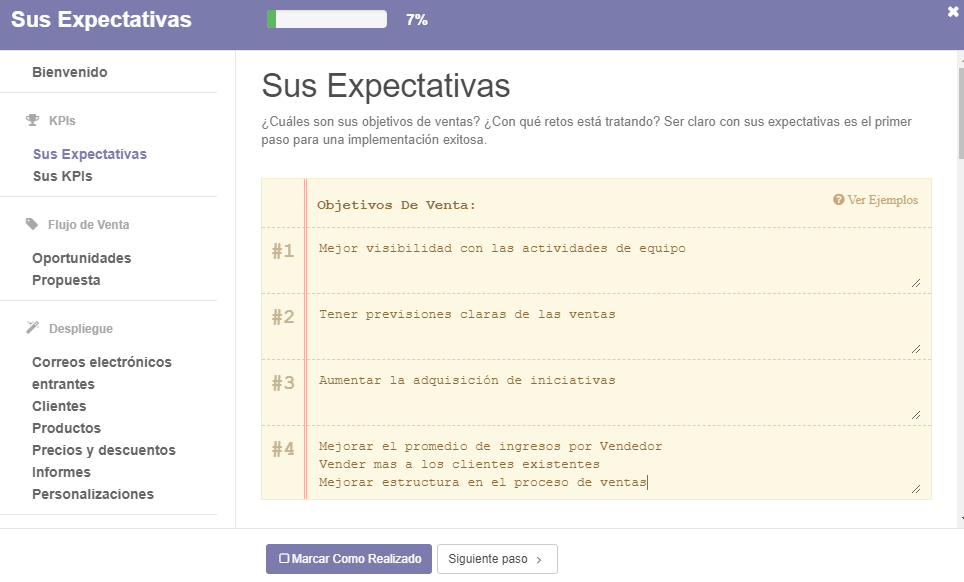 Sus Expectativas
7%
Bienvenido
KPIs
Sus Expectativas
Sus KPIs
Flujo de Venta
Oportunidades
Propuesta
Despliegue
Correos electrónicos
entrantes
Clientes
Productos
Precios y descuentos
Informes
Personalizaciones
Sus Expectativas
¿Cuáles son sus objetivos de ventas? ¿Con qué retos está tratando? Ser claro con sus expectativas es el primer
paso para una implementación exitosa.
Objetivos De Venta:
Ver Ejemplos
#1 Mejor visibilidad con las actividades de equipo
#2 Tener previsiones claras de las ventas
#3 Aumentar la adquisición de iniciativas
#4 Mejorar el promedio de ingresos por Vendedor
Vender mas a los clientes existentes
Mejorar estructura en el proceso de ventas
Marcar Como Realizado
Siguiente paso